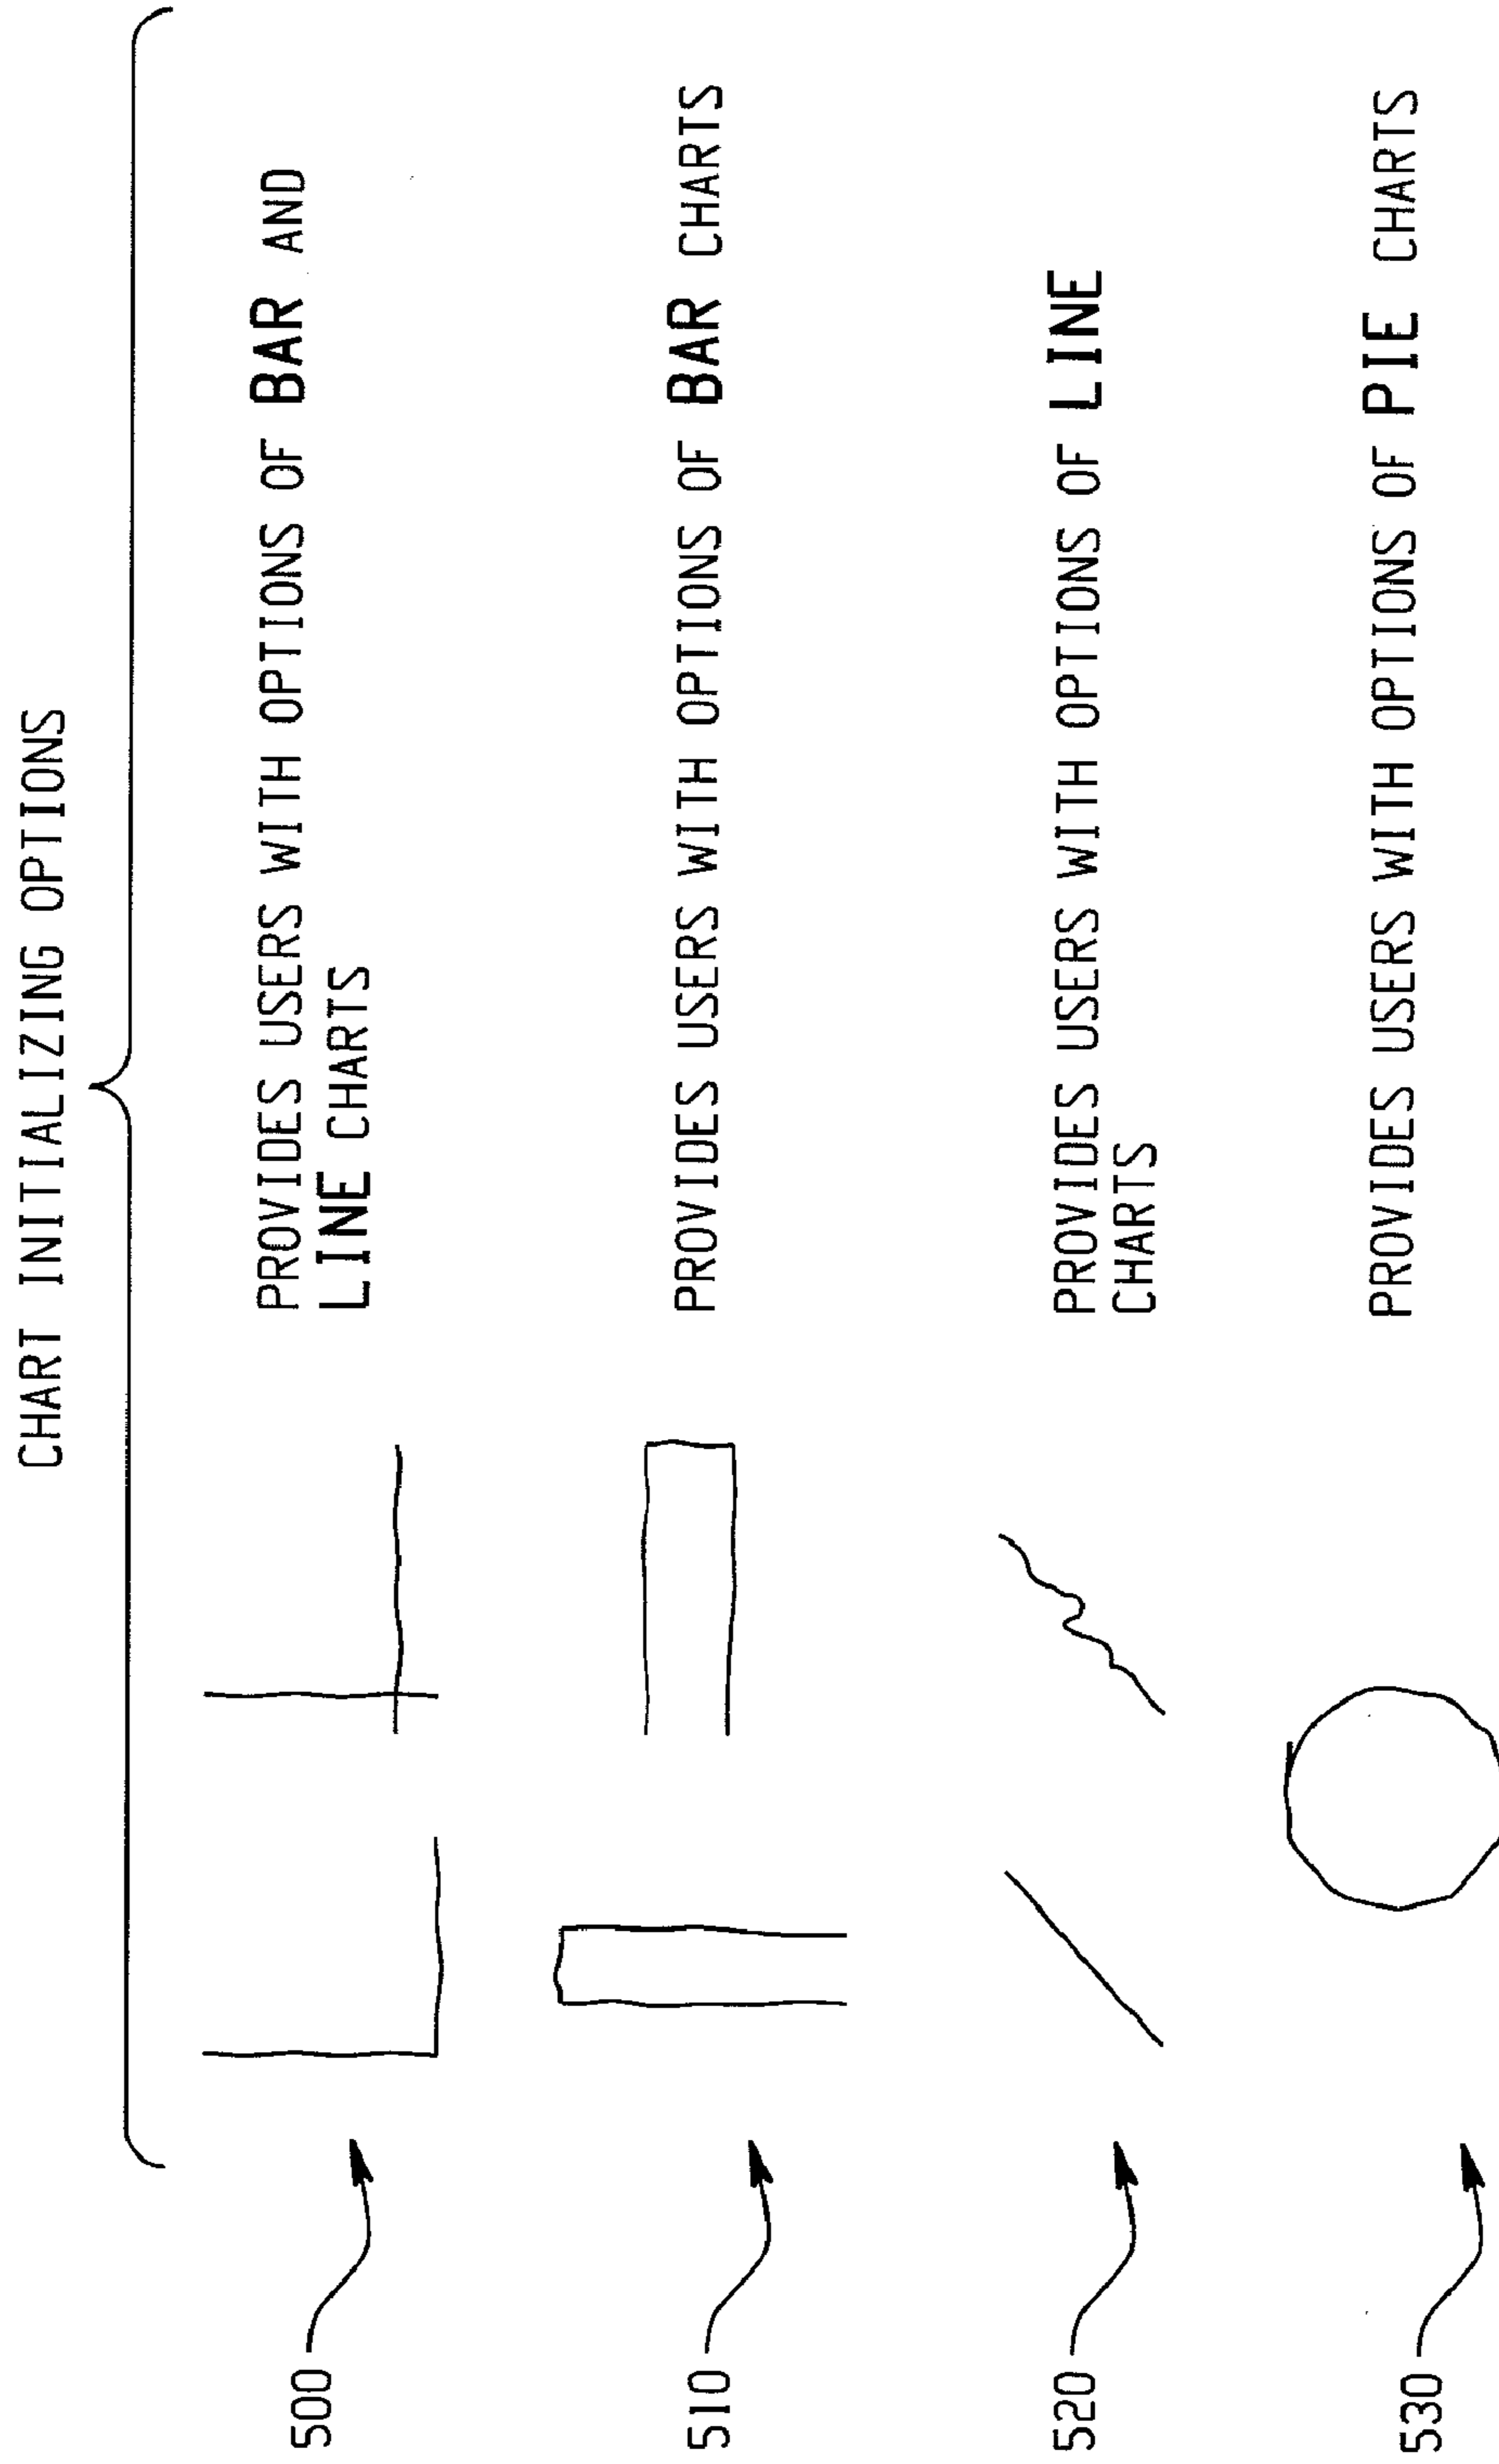 CHART INITIALIZING OPTIONS
500
PROVIDES USERS WITH OPTIONS OF BAR AND
LINE CHARTS
510
PROVIDES USERS WITH OPTIONS OF BAR CHARTS
520
PROVIDES USERS WITH OPTIONS OF LINE
CHARTS
530
PROVIDES USERS WITH OPTIONS OF PIE CHARTS